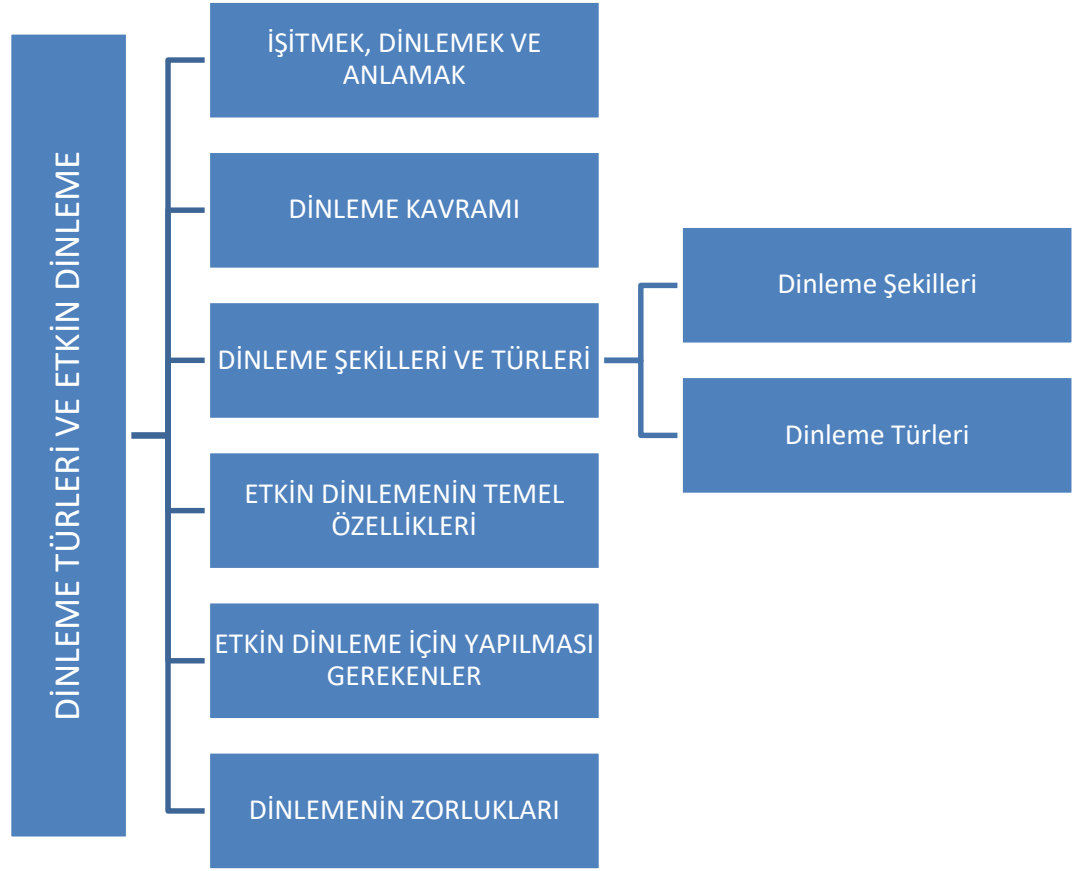 DİNLEME TÜRLERİ VE ETKİN DİNLEME
İŞİTMEK, DİNLEMEK VE
ANLAMAK
DİNLEME KAVRAMI
DİNLEME ŞEKİLLERİ VE TÜRLERİ
Dinleme Şekilleri
Dinleme Türleri
ETKİN DİNLEMENİN TEMEL
ÖZELLİKLERİ
ETKİN DİNLEME İÇİN YAPILMASI
GEREKENLER
DİNLEMENİN ZORLUKLARI